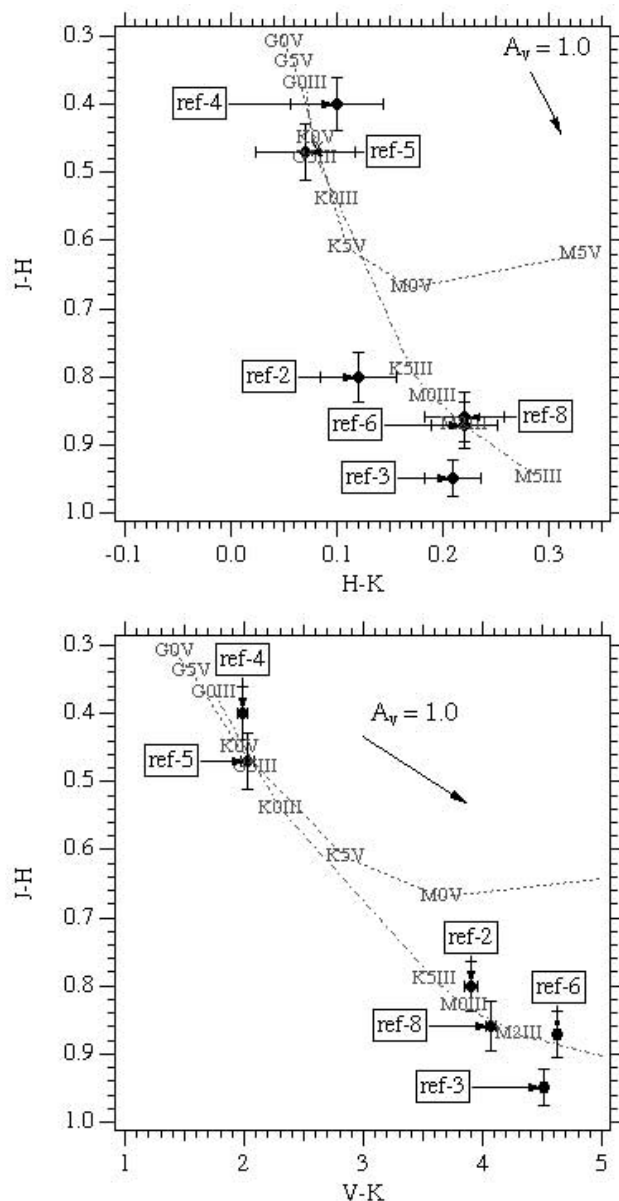 0.3
G0V
G5V
A_v = 1.0
G0III
0.4
ref-4
K0V
ref-5
G5III
0.5
K0III
0.6
K5V
M5V
J-H
M0V
0.7
K5III
0.8
ref-2
M0III
ref-8
ref-6
0.9
ref-3
M5III
1.0
-0.1 0.0 0.1 0.2 0.3
H-K
0.3
G0V
ref-4
G5V
G0III
0.4
A_v = 1.0
K0V
ref-5
G5III
0.5
K0III
0.6
K5V
J-H
M0V
0.7
ref-2
K5III
0.8
ref-6
M0III
ref-8
M2III
0.9
ref-3
1.0
1 2 3 4 5
V-K